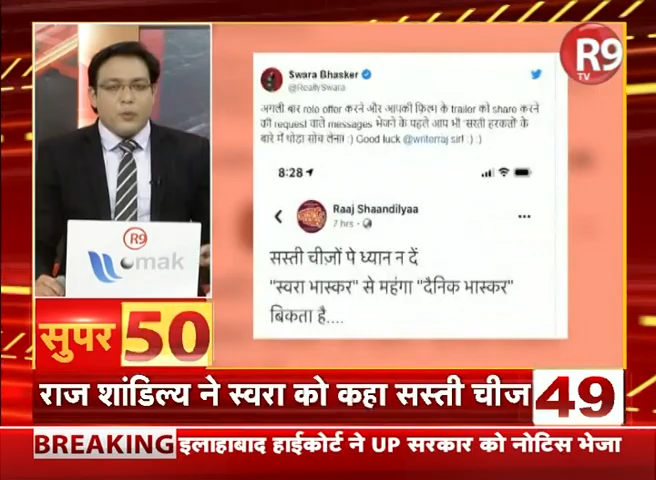 R9
TV
Swara Bhasker
@ReallySwara
अगली बार role offer करने और आपकी फ़िल्म के trailor को share करने
की request वाले messages भेजने के पहले आप भी 'सस्ती हरकतों' के
बारे में थोड़ा सोच लेना! :) Good luck @writerraj sir! :) :)
8:28
Raaj Shaandilyaa
7 hrs
सस्ती चीज़ों पे ध्यान न दें
"स्वरा भास्कर" से महंगा "दैनिक भास्कर"
बिकता है....
R9
mak
सुपर 50
राज शांडिल्य ने स्वरा को कहा सस्ती चीज 49
BREAKING इलाहाबाद हाईकोर्ट ने UP सरकार को नोटिस भेजा